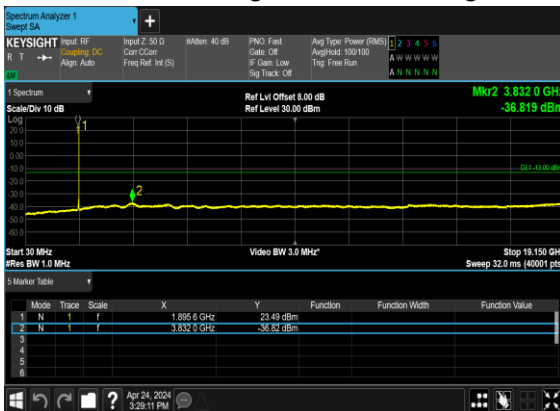 Spectrum Analyzer 1
Swept SA
+
KEYSIGHT Input: RF Input Z: 50 Ω #Atten: 40 dB PNO: Fast Avg Type: Power (RMS) 1 2 3 4 5 6
R T Coupling: DC Corr CCorr Gate: Off Avg|Hold: 100/100 A W W W W W
Align: Auto Freq Ref: Int (S) IF Gain: Low Trig: Free Run
Sig Track: Off A N N N N N
1 Spectrum Ref Lvl Offset 8.00 dB Mkr2 3.832 0 GHz
Scale/Div 10 dB Ref Level 30.00 dBm -36.819 dBm
Log
20.0
10.0
0.00
-10.0
-20.0
-30.0
-40.0
-50.0
-60.0
1
2
DL1 -13.00 dBm
Start 30 MHz Video BW 3.0 MHz* Stop 19.150 GHz
#Res BW 1.0 MHz Sweep 32.0 ms (40001 pts)
5 Marker Table
Mode Trace Scale X Y Function Function Width Function Value
1 N 1 f 1.895 6 GHz 23.49 dBm
2 N 1 f 3.832 0 GHz -36.82 dBm
3
4
5
6
? Apr 24, 2024
3:29:11 PM